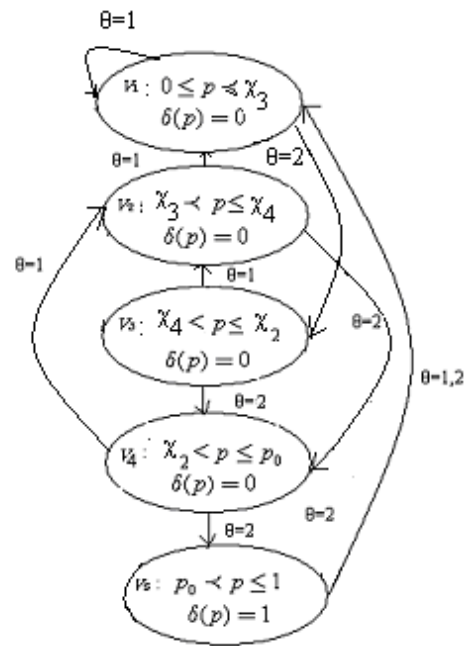 θ=1
ν₁ : 0 ≤ p ≼ χ₃
δ(p) = 0
θ=1
θ=2
ν₂ : χ₃ ≺ p ≤ χ₄
δ(p) = 0
θ=1
θ=1
θ=2
ν₃ : χ₄ < p ≤ χ₂
δ(p) = 0
θ=1,2
θ=2
ν₄ : χ₂ < p ≤ p₀
δ(p) = 0
θ=2
θ=2
ν₅ : p₀ ≺ p ≤ 1
δ(p) = 1